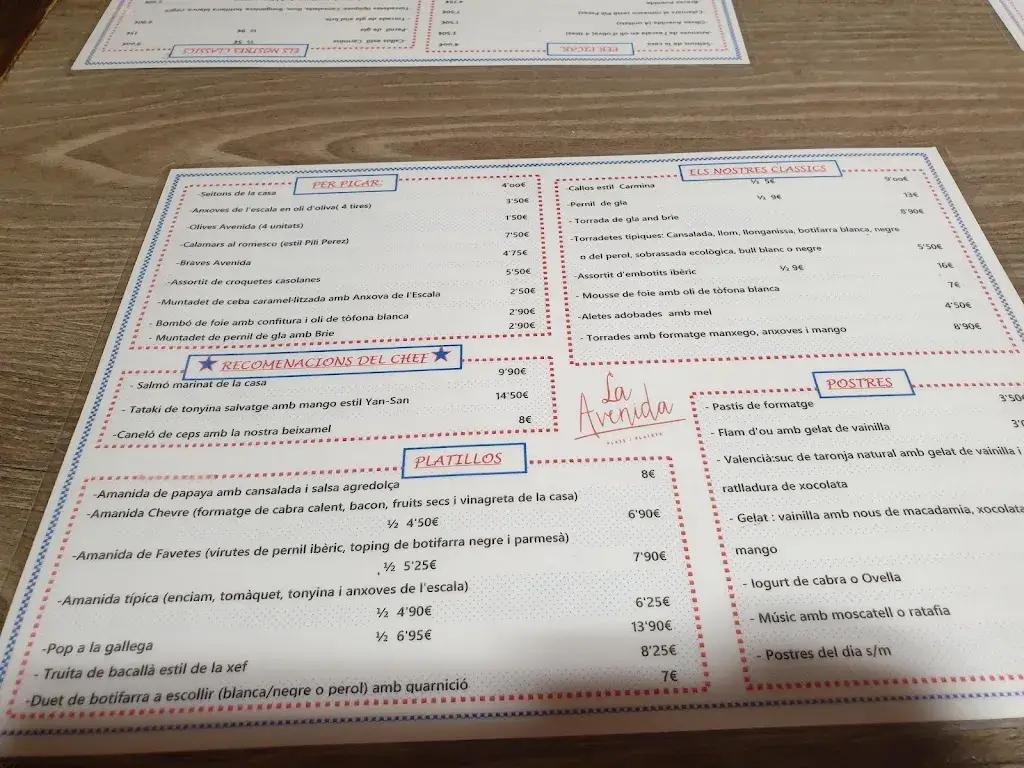 ELS NOSTRES CLASSICS
PER PICAR:
PER PICAR:
-Seitons de la casa 4'oo€
-Anxoves de l'escala en oli d'oliva( 4 tires) 3'50€
-Olives Avenida (4 unitats) 1'50€
-Calamars al romesco (estil Pili Perez) 7'50€
-Braves Avenida 4'75€
-Assortit de croquetes casolanes 5'50€
-Muntadet de ceba caramel·litzada amb Anxova de l'Escala 2'50€
- Bombó de foie amb confitura i oli de tòfona blanca 2'90€
- Muntadet de pernil de gla amb Brie 2'90€
RECOMENACIONS DEL CHEF
- Salmó marinat de la casa 9'90€
- Tataki de tonyina salvatge amb mango estil Yan-San 14'50€
-Caneló de ceps amb la nostra beixamel 8€
ELS NOSTRES CLASSICS
-Callos estil Carmina ½ 5€ 9'oo€
-Pernil de gla ½ 9€ 13€
- Torrada de gla and brie 8'90€
-Torradetes tipiques: Cansalada, llom, llonganissa, botifarra blanca, negre
o del perol, sobrassada ecològica, bull blanc o negre 5'50€
-Assortit d'embotits ibèric ½ 9€ 16€
- Mousse de foie amb oli de tòfona blanca 7€
-Aletes adobades amb mel 4'50€
- Torrades amb formatge manxego, anxoves i mango 8'90€
La
Avenida
PLATILLOS
-Amanida de papaya amb cansalada i salsa agredolça 8€
-Amanida Chevre (formatge de cabra calent, bacon, fruits secs i vinagreta de la casa)
½ 4'50€ 6'90€
-Amanida de Favetes (virutes de pernil ibèric, toping de botifarra negre i parmesà)
½ 5'25€ 7'90€
-Amanida típica (enciam, tomàquet, tonyina i anxoves de l'escala)
½ 4'90€ 6'25€
-Pop a la gallega ½ 6'95€ 13'90€
- Truita de bacallà estil de la xef 8'25€
-Duet de botifarra a escollir (blanca/negre o perol) amb guarnició 7€
POSTRES
- Pastis de formatge 3'50€
- Flam d'ou amb gelat de vainilla
- Valencià:suc de taronja natural amb gelat de vainilla i
ratlladura de xocolata
- Gelat : vainilla amb nous de macadamia, xocolata
mango
- Iogurt de cabra o Ovella
- Músic amb moscatell o ratafia
- Postres del dia s/m